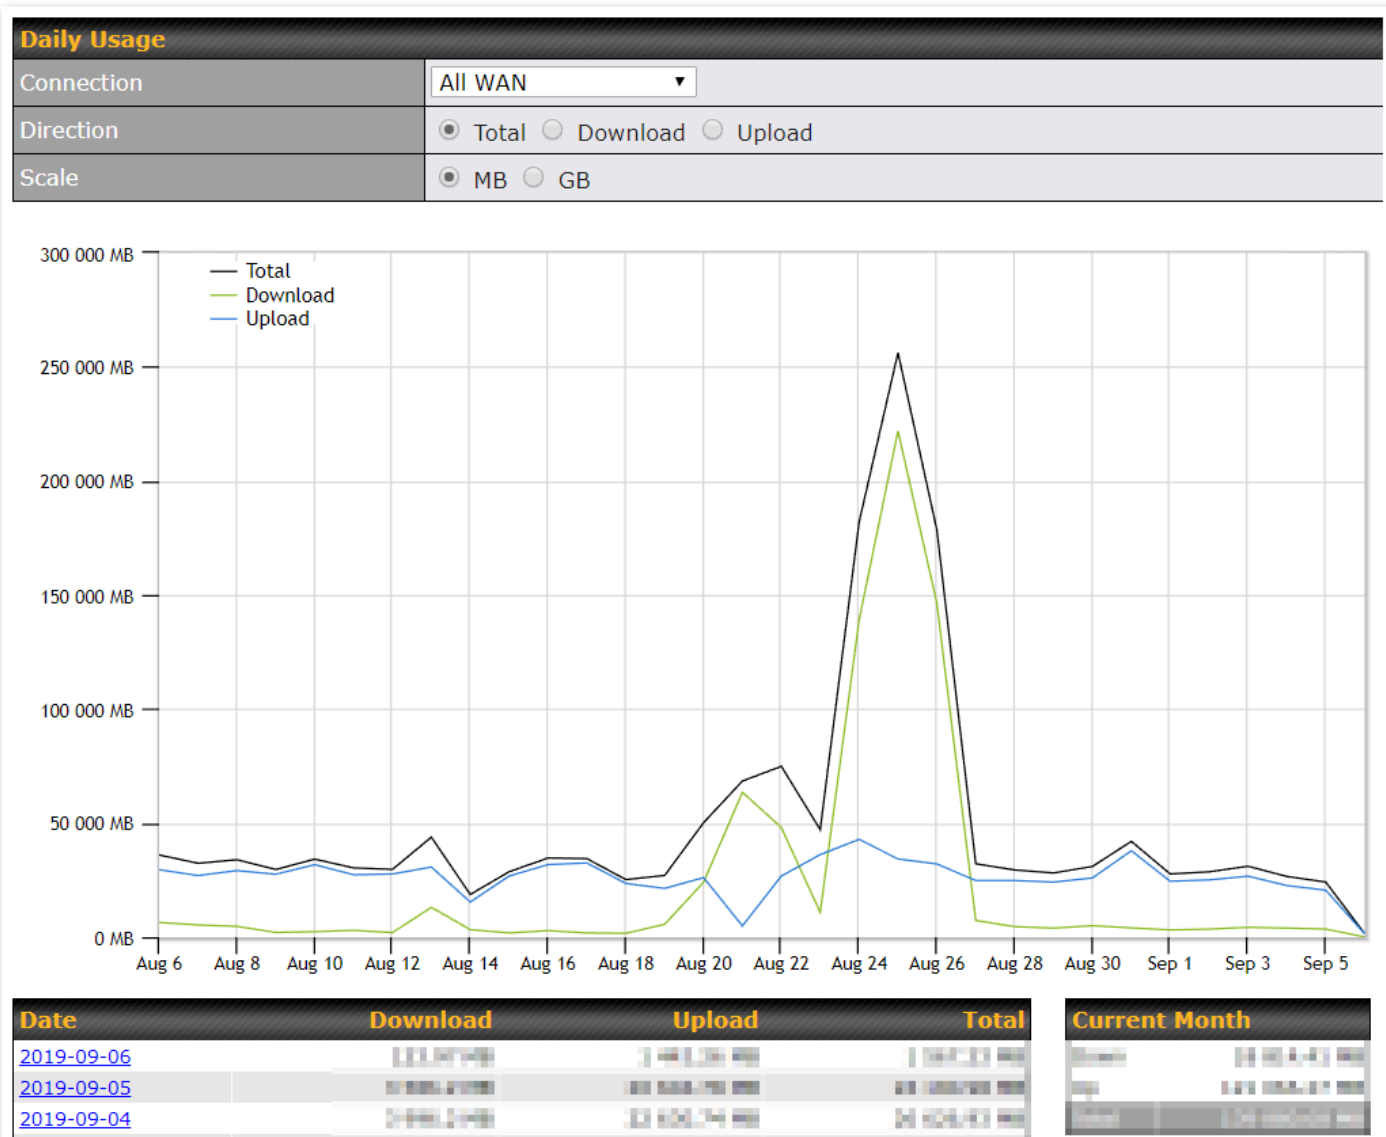 Daily Usage
Connection All WAN
Direction Total Download Upload
Scale MB GB
300 000 MB
Total
Download
Upload
250 000 MB
200 000 MB
150 000 MB
100 000 MB
50 000 MB
0 MB
Aug 6 Aug 8 Aug 10 Aug 12 Aug 14 Aug 16 Aug 18 Aug 20 Aug 22 Aug 24 Aug 26 Aug 28 Aug 30 Sep 1 Sep 3 Sep 5
Date Download Upload Total Current Month
2019-09-06
2019-09-05
2019-09-04